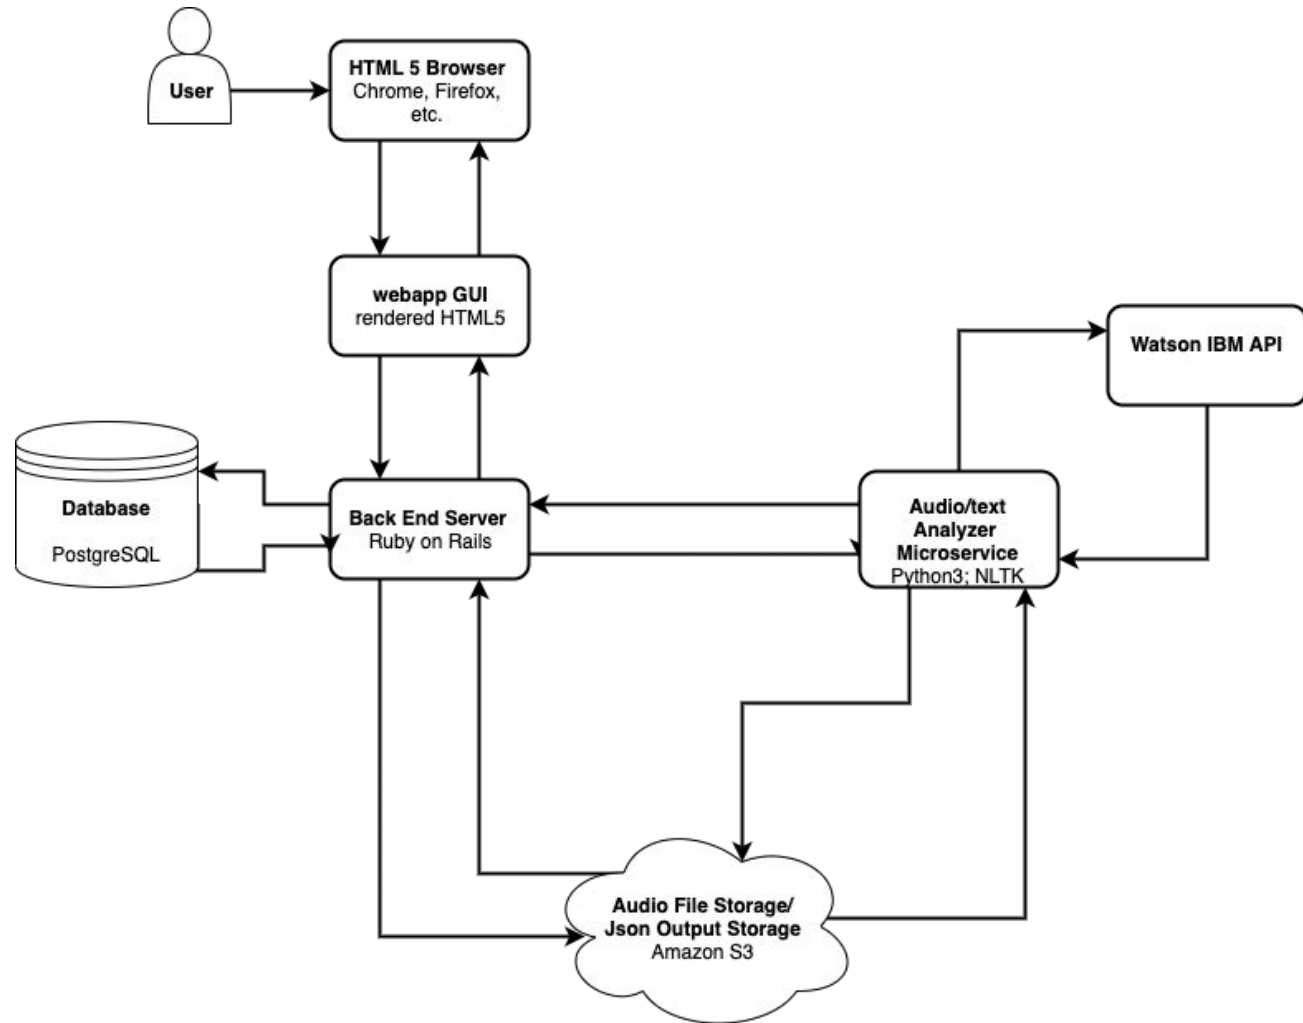 User
HTML 5 Browser
Chrome, Firefox,
etc.
webapp GUI
rendered HTML5
Watson IBM API
Database
PostgreSQL
Back End Server
Ruby on Rails
Audio/text
Analyzer
Microservice
Python3; NLTK
Audio File Storage/
Json Output Storage
Amazon S3